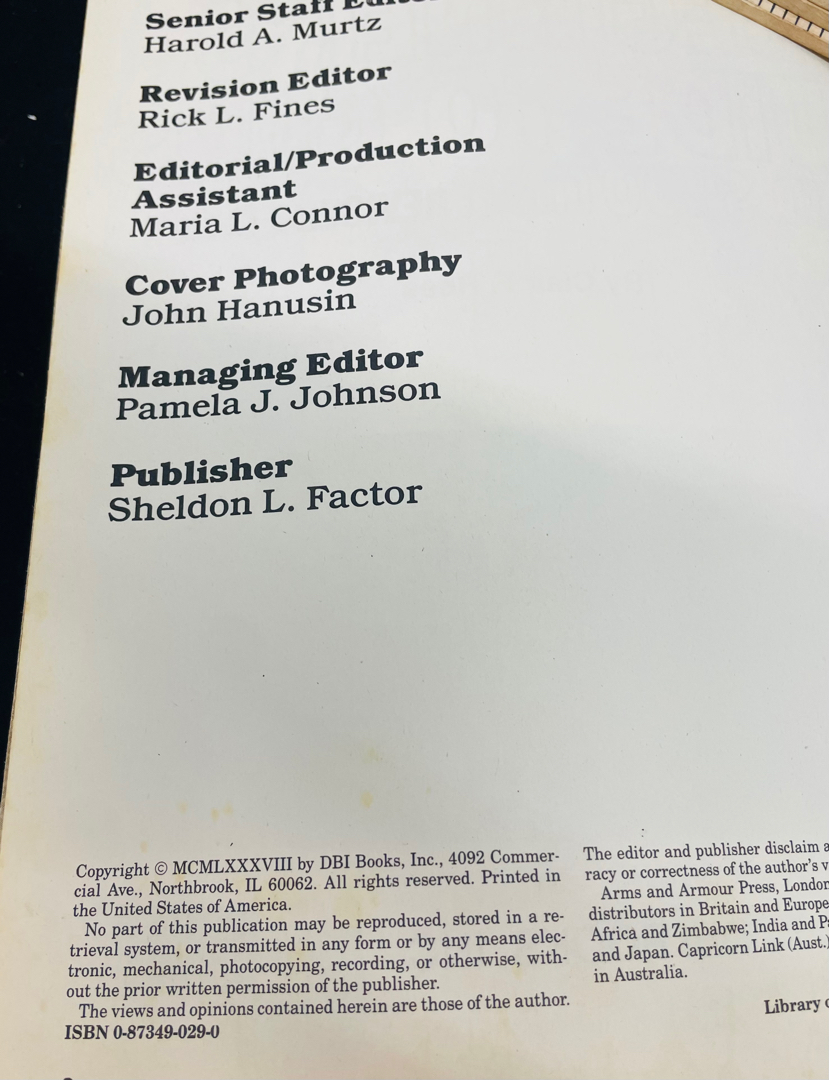 Senior Staff
Harold A. Murtz
Revision Editor
Rick L. Fines
Editorial/Production
Assistant
Maria L. Connor
Cover Photography
John Hanusin
Managing Editor
Pamela J. Johnson
Publisher
Sheldon L. Factor
Copyright © MCMLXXXVIII by DBI Books, Inc., 4092 Commer-
cial Ave., Northbrook, IL 60062. All rights reserved. Printed in
the United States of America.
No part of this publication may be reproduced, stored in a re-
trieval system, or transmitted in any form or by any means elec-
tronic, mechanical, photocopying, recording, or otherwise, with-
out the prior written permission of the publisher.
The views and opinions contained herein are those of the author.
ISBN 0-87349-029-0
The editor and publisher disclaim
racy or correctness of the author's
Arms and Armour Press, London
distributors in Britain and Europe
Africa and Zimbabwe; India and
and Japan. Capricorn Link (Aust.)
in Australia.
Library